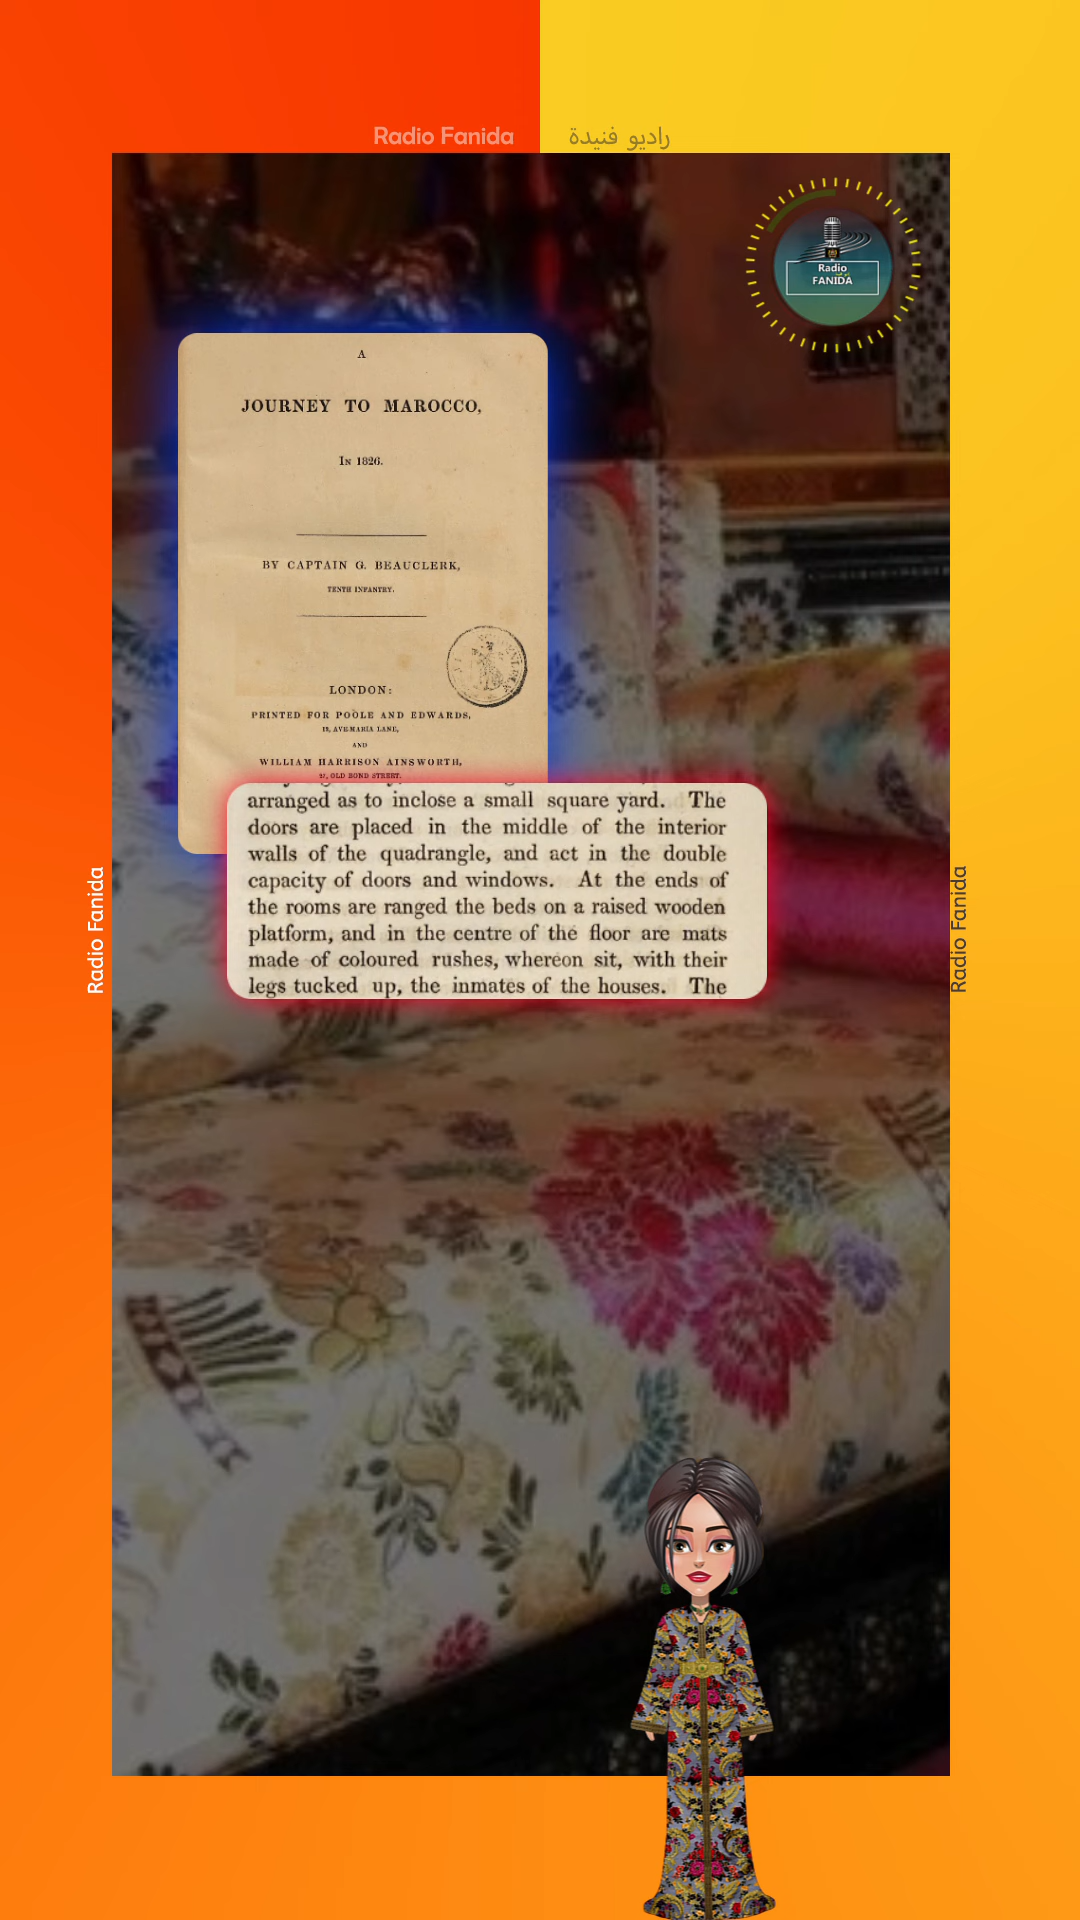 Radio Fanida
راديو فنيدة
Radio
FANIDA
A
JOURNEY TO MAROCCO,
IN 1826.
BY CAPTAIN G. BEAUCLERK,
TENTH INFANTRY.
LONDON:
PRINTED FOR POOLE AND EDWARDS,
12, AVE-MARIA LANE,
AND
WILLIAM HARRISON AINSWORTH,
27, OLD BOND STREET.
arranged as to inclose a small square yard. The
doors are placed in the middle of the interior
walls of the quadrangle, and act in the double
capacity of doors and windows. At the ends of
the rooms are ranged the beds on a raised wooden
platform, and in the centre of the floor are mats
made of coloured rushes, whereon sit, with their
legs tucked up, the inmates of the houses. The
Radio Fanida
Radio Fanida